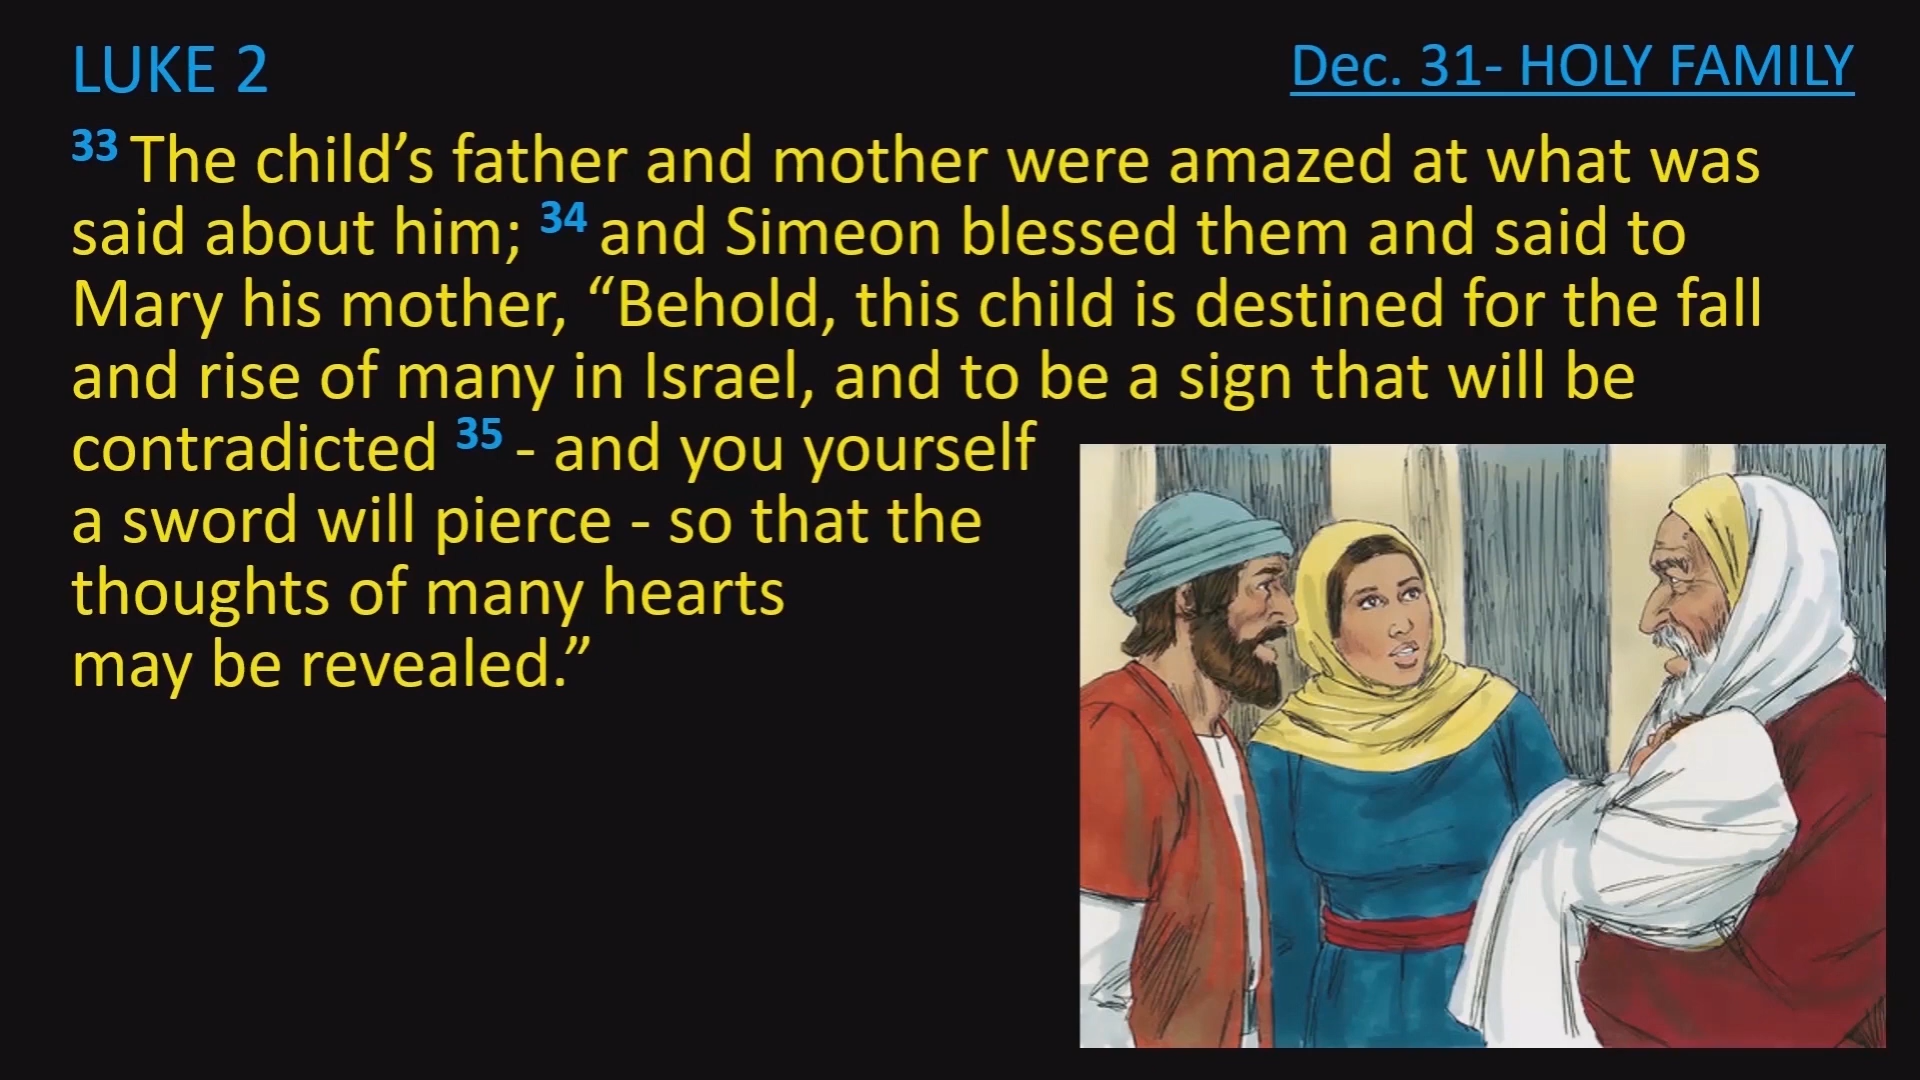 LUKE 2
Dec. 31- HOLY FAMILY
33 The child’s father and mother were amazed at what was
said about him; 34 and Simeon blessed them and said to
Mary his mother, “Behold, this child is destined for the fall
and rise of many in Israel, and to be a sign that will be
contradicted 35 - and you yourself
a sword will pierce - so that the
thoughts of many hearts
may be revealed.”